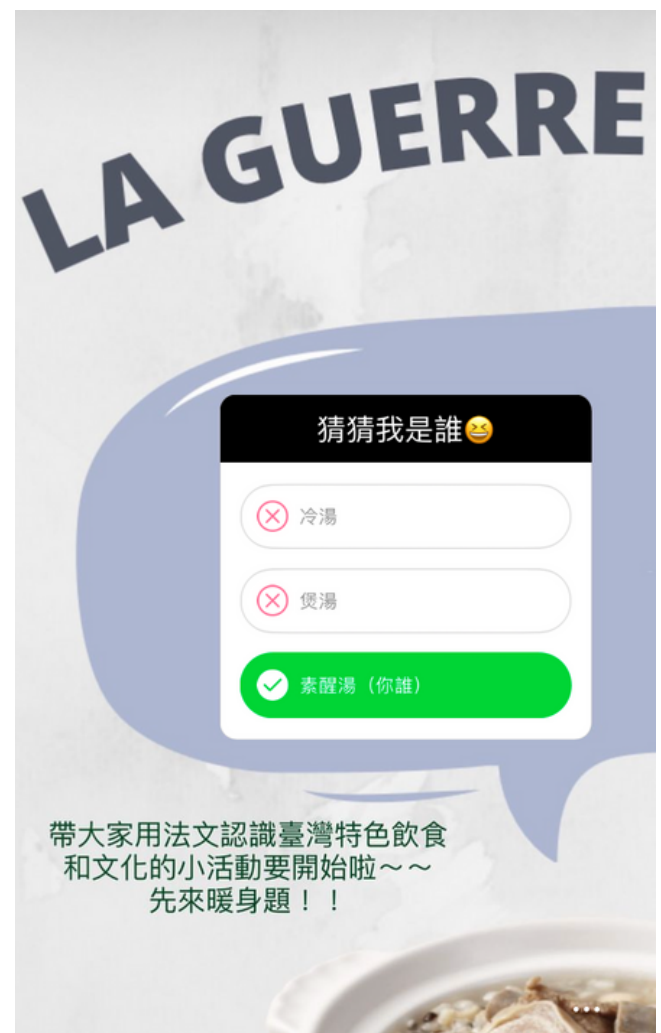 LA GUERRE
猜猜我是誰😆
冷湯
煲湯
素醒湯（你誰）
帶大家用法文認識臺灣特色飲食
和文化的小活動要開始啦～～
先來暖身題！！